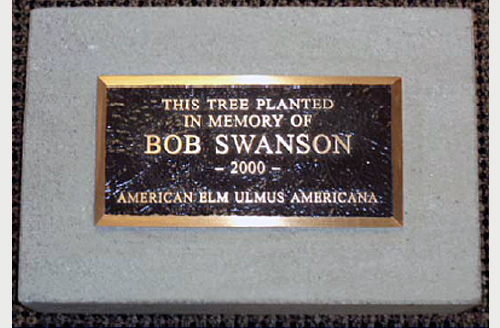 THIS TREE PLANTED
IN MEMORY OF
BOB SWANSON
– 2000 –
AMERICAN ELM ULMUS AMERICANA